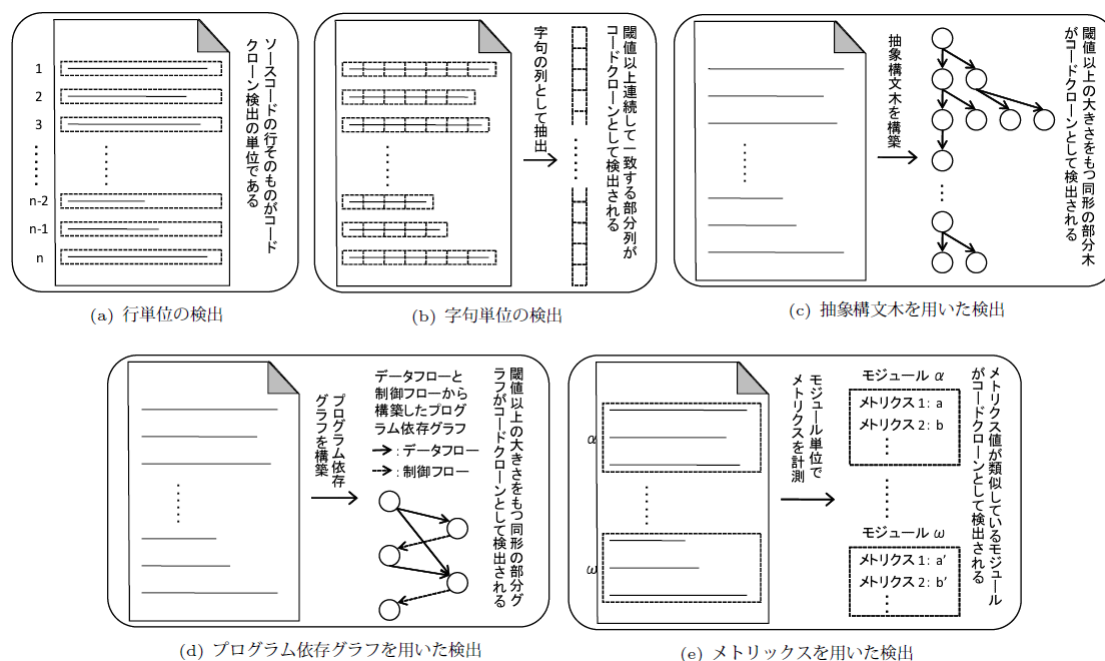 1
2
3
n-2
n-1
n
ソースコードの行そのものがコード
クローン検出の単位である
(a) 行単位の検出
字句の列として抽出
閾値以上連続して一致する部分列が
コードクローンとして検出される
(b) 字句単位の検出
抽象構文木を構築
閾値以上の大きさをもつ同形の部分木
がコードクローンとして検出される
(c) 抽象構文木を用いた検出
プログラム依存
グラフを構築
データフローと
制御フローから
構築したプログ
ラム依存グラフ
:データフロー
:制御フロー
閾値以上の大きさをもつ同形の部分グ
ラフがコードクローンとして検出される
(d) プログラム依存グラフを用いた検出
α
ω
モジュール単位で
メトリクスを計測
モジュール α
メトリクス 1: a
メトリクス 2: b
モジュール ω
メトリクス 1: a′
メトリクス 2: b′
メトリクス値が類似しているモジュール
がコードクローンとして検出される
(e) メトリックスを用いた検出